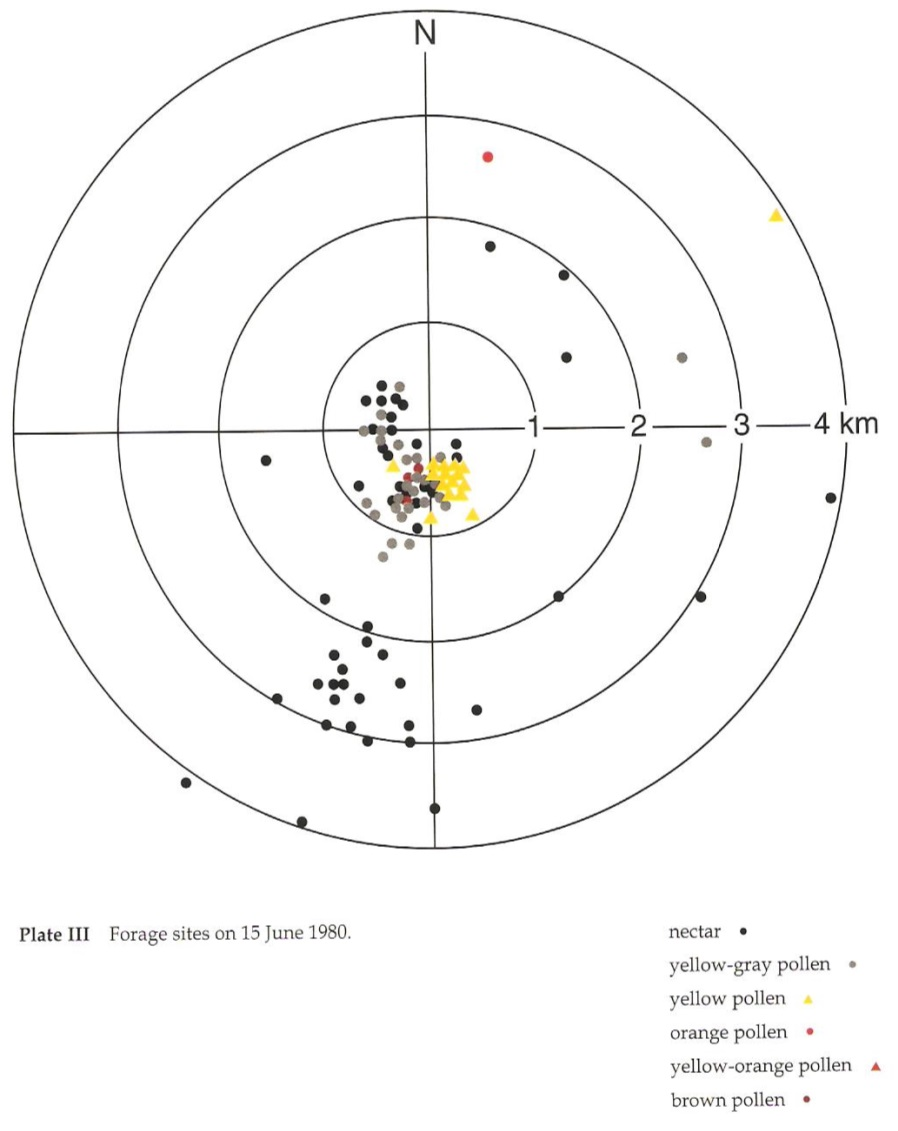 N
1 2 3 4 km
Plate III Forage sites on 15 June 1980.
nectar
yellow-gray pollen
yellow pollen
orange pollen
yellow-orange pollen
brown pollen